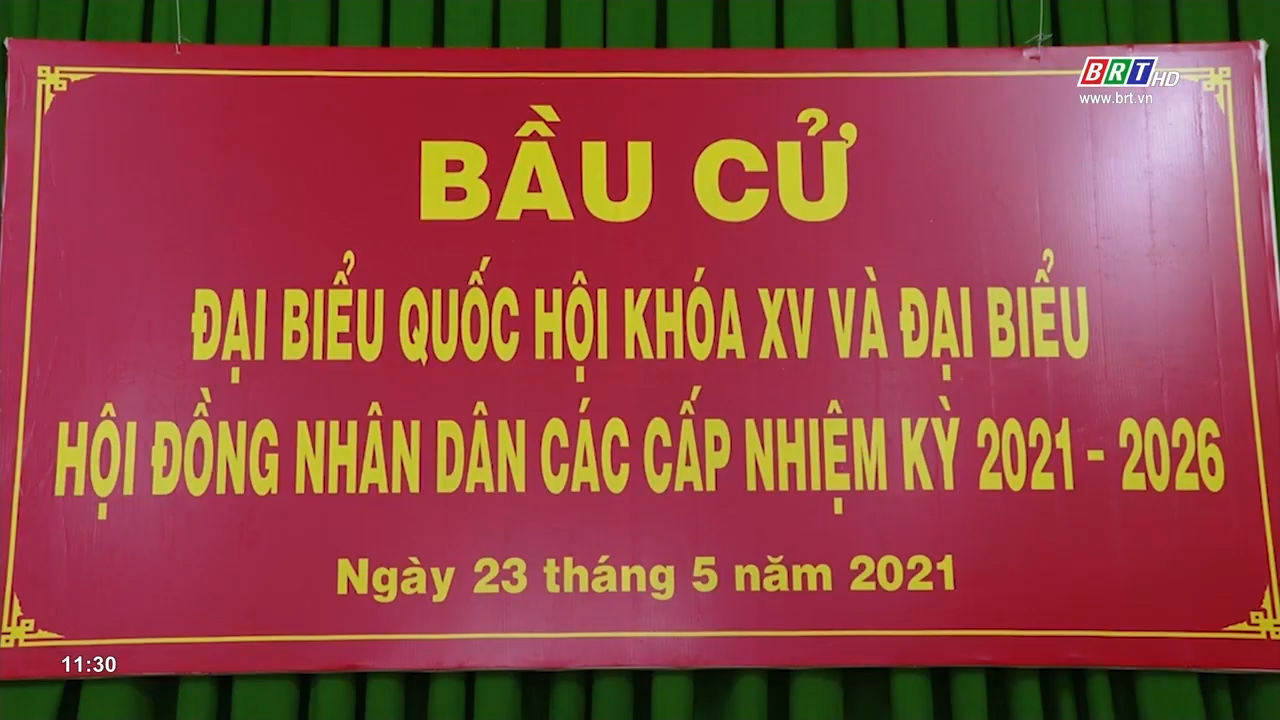 BRT HD
www.brt.vn
BẦU CỬ
ĐẠI BIỂU QUỐC HỘI KHÓA XV VÀ ĐẠI BIỂU
HỘI ĐỒNG NHÂN DÂN CÁC CẤP NHIỆM KỲ 2021 - 2026
Ngày 23 tháng 5 năm 2021
11:30